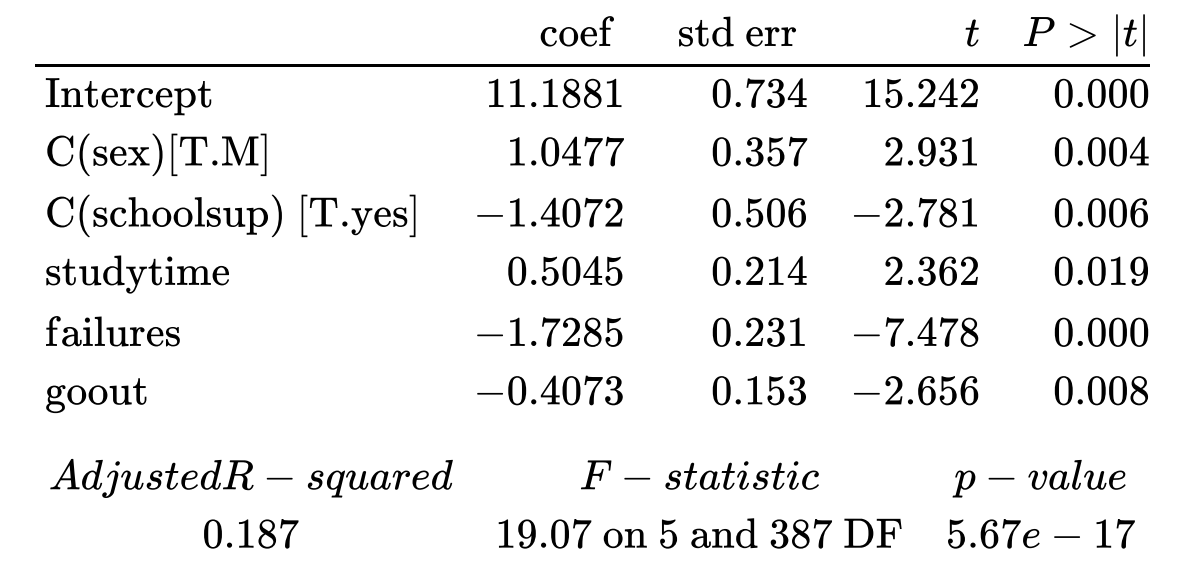 coef std err t P > |t|
Intercept 11.1881 0.734 15.242 0.000
C(sex)[T.M] 1.0477 0.357 2.931 0.004
C(schoolsup) [T.yes] −1.4072 0.506 −2.781 0.006
studytime 0.5045 0.214 2.362 0.019
failures −1.7285 0.231 −7.478 0.000
goout −0.4073 0.153 −2.656 0.008
AdjustedR − squared F − statistic p − value
0.187 19.07 on 5 and 387 DF 5.67e − 17